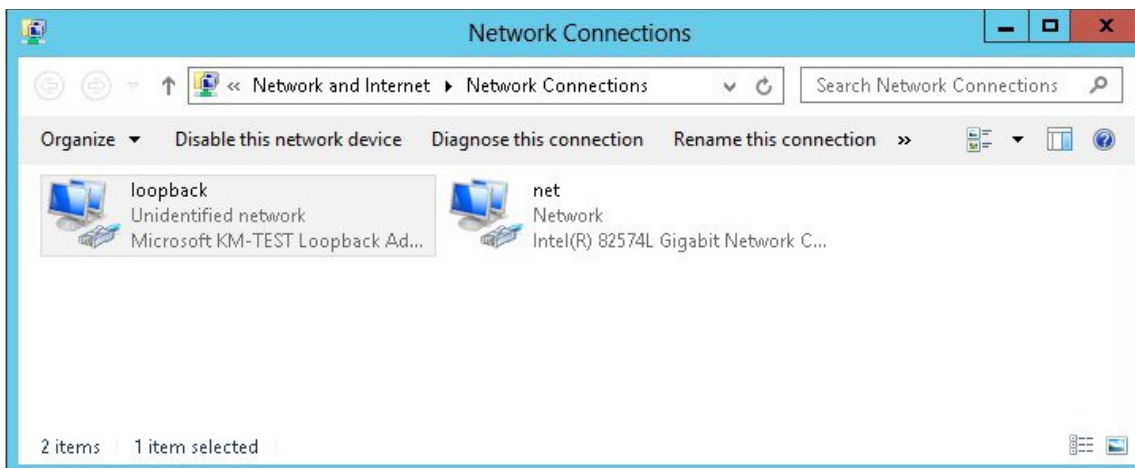 Network Connections
« Network and Internet Network Connections Search Network Connections
Organize Disable this network device Diagnose this connection Rename this connection »
loopback
Unidentified network
Microsoft KM-TEST Loopback Ad...
net
Network
Intel(R) 82574L Gigabit Network C...
2 items 1 item selected